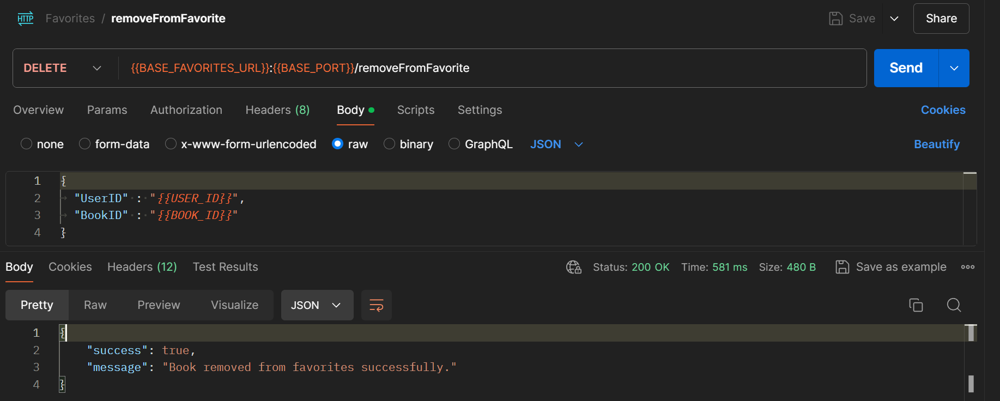 HTTP Favorites / removeFromFavorite Save Share
DELETE {{BASE_FAVORITES_URL}}:{{BASE_PORT}}/removeFromFavorite Send
Overview Params Authorization Headers (8) Body Scripts Settings Cookies
none form-data x-www-form-urlencoded raw binary GraphQL JSON Beautify
1 {
2 "UserID" : "{{USER_ID}}",
3 "BookID" : "{{BOOK_ID}}"
4 }
Body Cookies Headers (12) Test Results Status: 200 OK Time: 581 ms Size: 480 B Save as example
Pretty Raw Preview Visualize JSON
1 {
2 "success": true,
3 "message": "Book removed from favorites successfully."
4 }